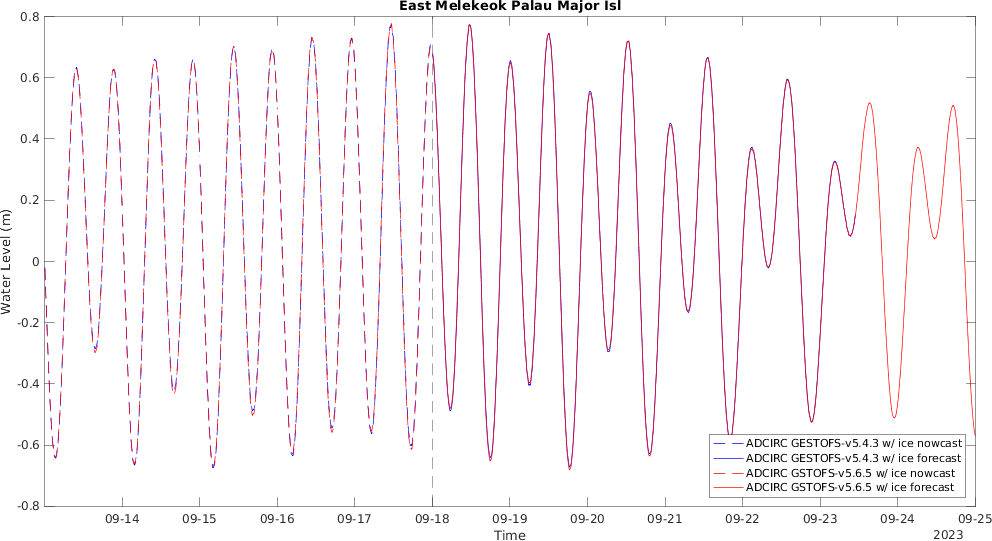 East Melekeok Palau Major Isl
Water Level (m)
0.8
0.6
0.4
0.2
0
-0.2
-0.4
-0.6
-0.8
ADCIRC GESTOFS-v5.4.3 w/ ice nowcast
ADCIRC GESTOFS-v5.4.3 w/ ice forecast
ADCIRC GSTOFS-v5.6.5 w/ ice nowcast
ADCIRC GSTOFS-v5.6.5 w/ ice forecast
09-14 09-15 09-16 09-17 09-18 09-19 09-20 09-21 09-22 09-23 09-24 09-25
Time
2023